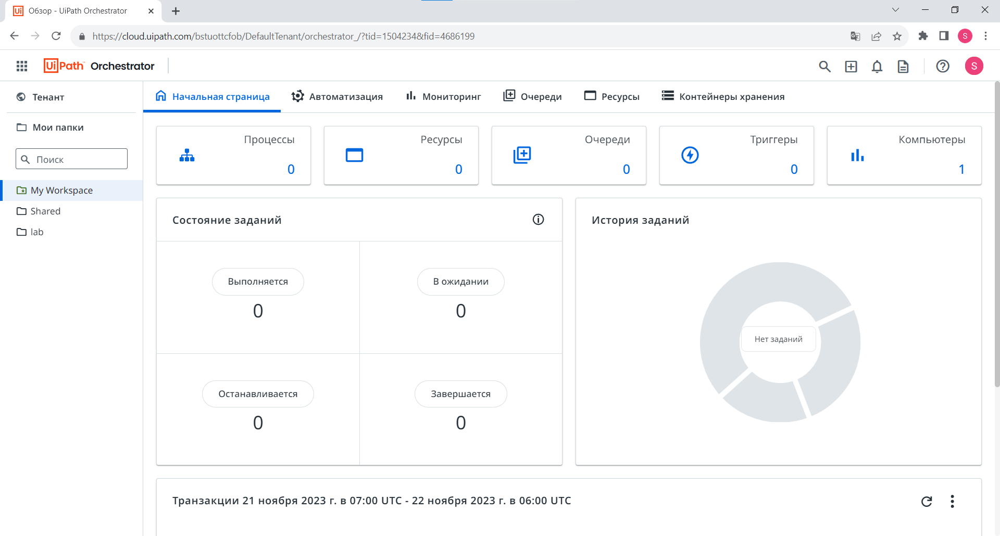 Обзор - UiPath Orchestrator
https://cloud.uipath.com/bstuottcfob/DefaultTenant/orchestrator_/?tid=1504234&fid=4686199
S
UiPath Orchestrator
S
Тенант
Начальная страница
Автоматизация
Мониторинг
Очереди
Ресурсы
Контейнеры хранения
Мои папки
Поиск
My Workspace
Shared
lab
Процессы
0
Ресурсы
0
Очереди
0
Триггеры
0
Компьютеры
1
Состояние заданий
Выполняется
0
В ожидании
0
Останавливается
0
Завершается
0
История заданий
Нет заданий
Транзакции 21 ноября 2023 г. в 07:00 UTC - 22 ноября 2023 г. в 06:00 UTC